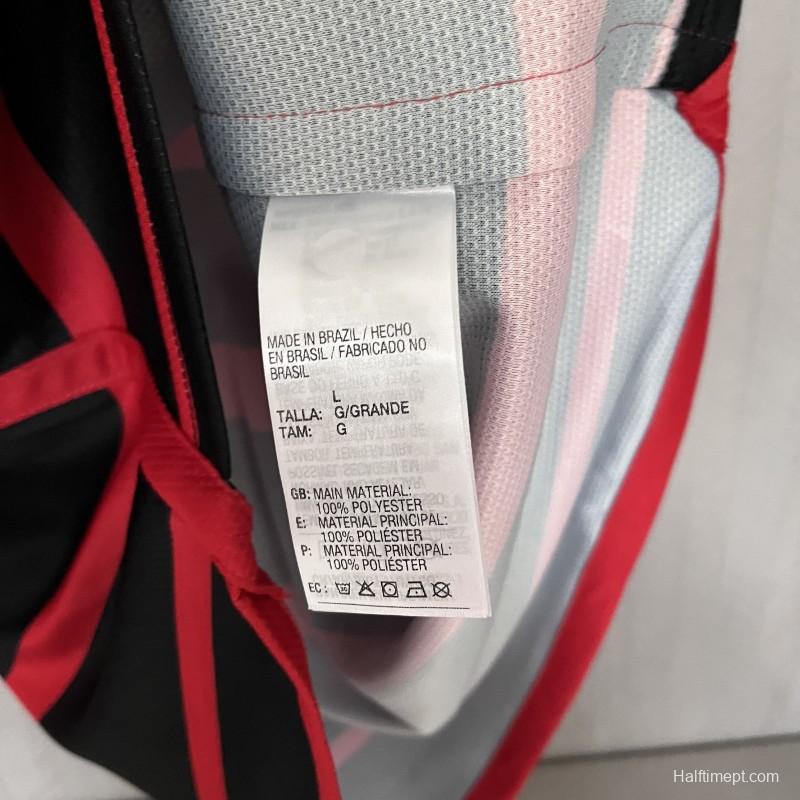 MADE IN BRAZIL / HECHO
EN BRASIL / FABRICADO NO
BRASIL
L
TALLA: G/GRANDE
TAM: G
GB: MAIN MATERIAL:
100% POLYESTER
E: MATERIAL PRINCIPAL:
100% POLIÉSTER
P: MATERIAL PRINCIPAL:
100% POLIÉSTER
EC:
Halftimept.com